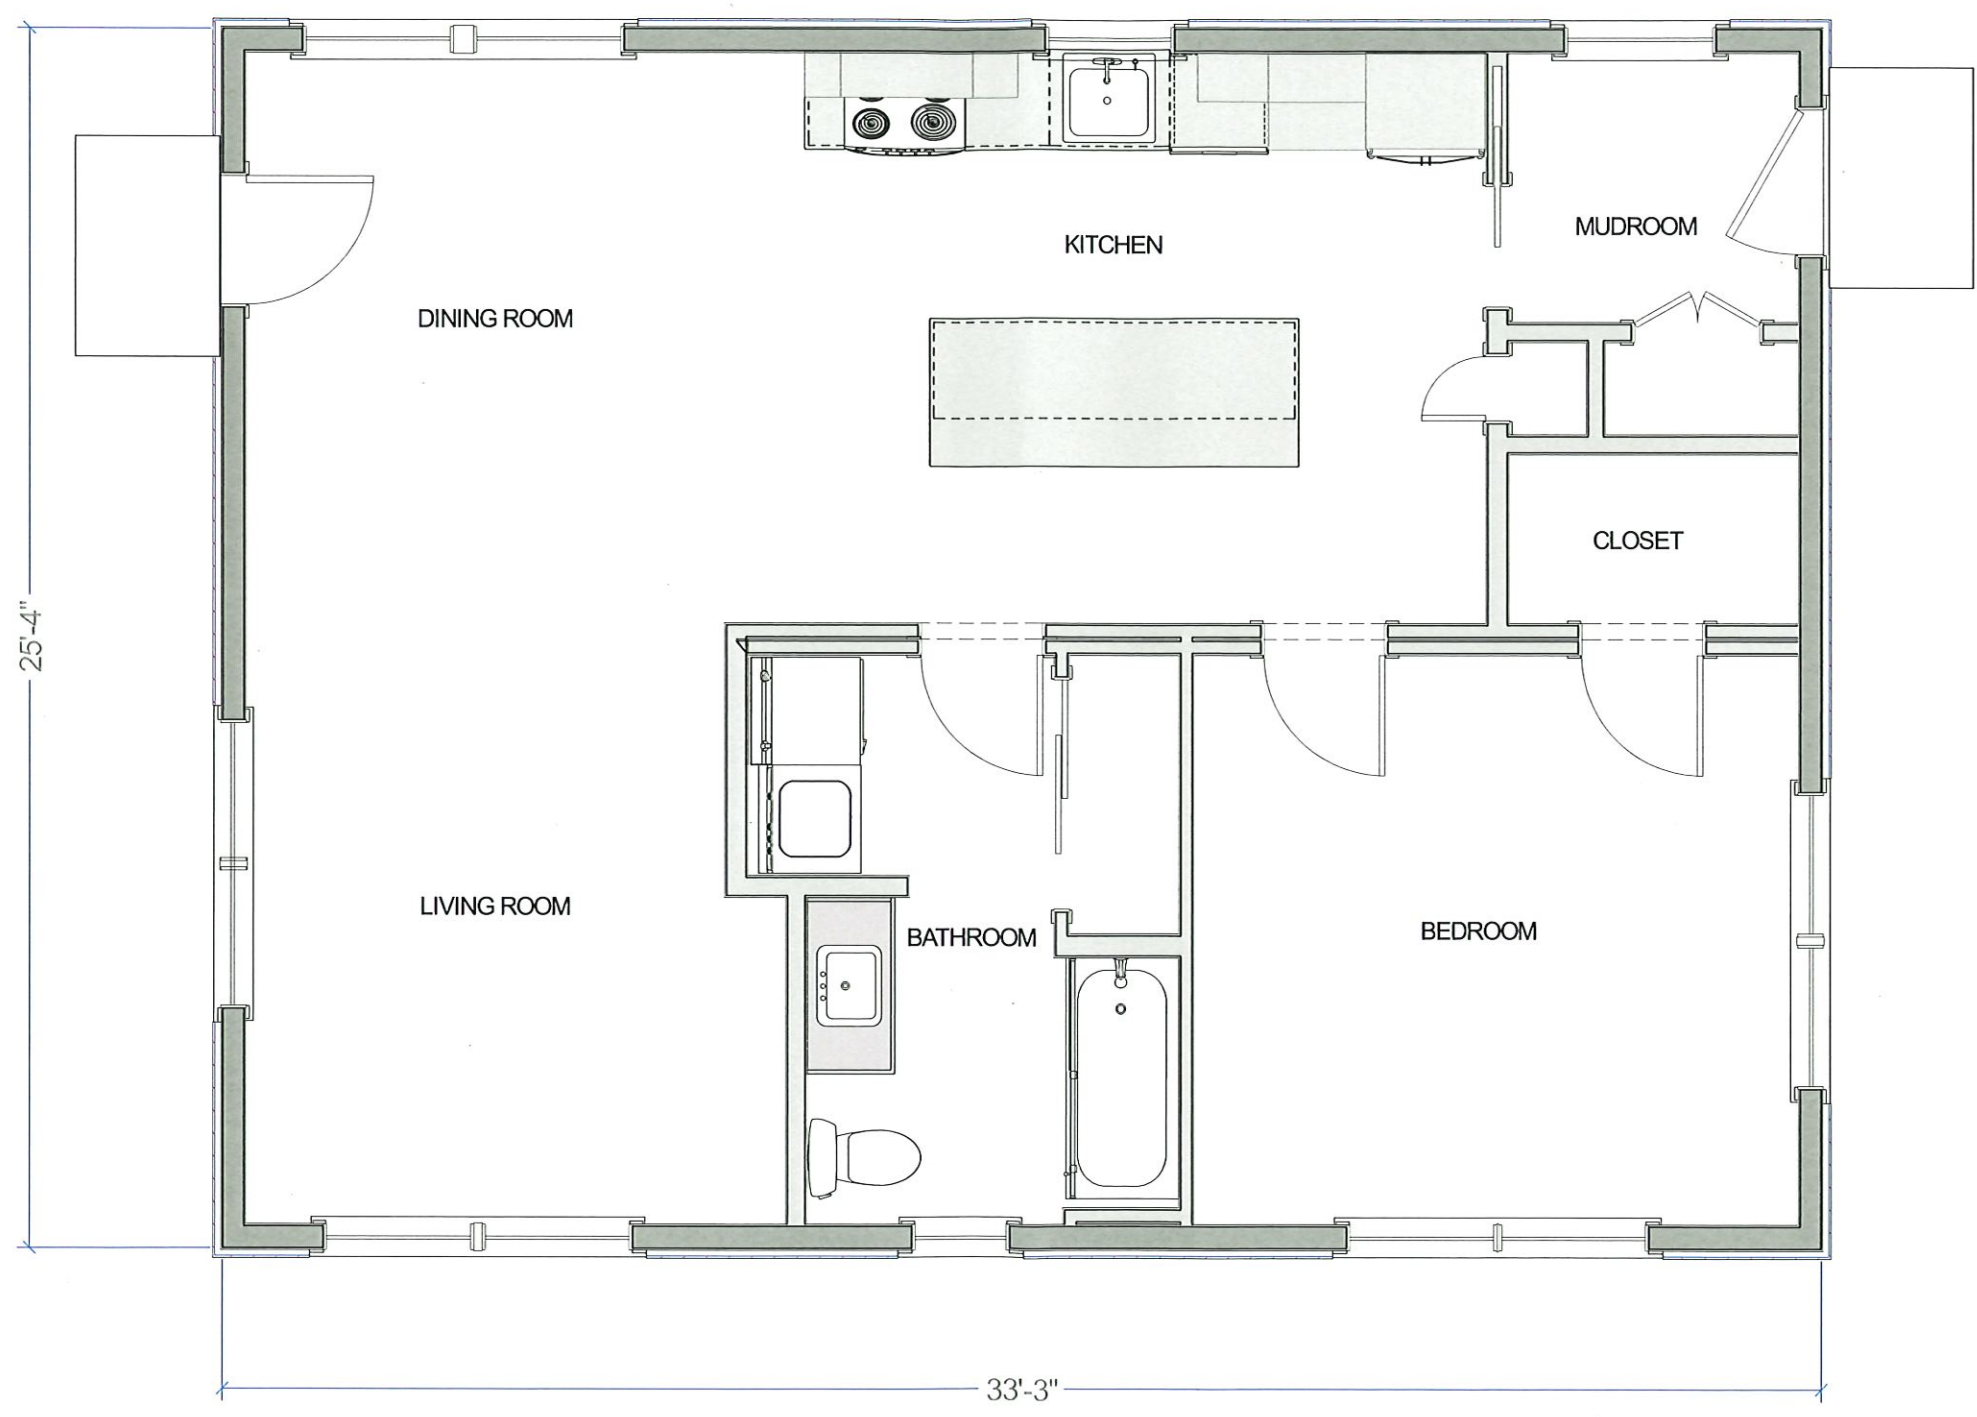 MUDROOM
KITCHEN
DINING ROOM
CLOSET
25'-4"
LIVING ROOM
BATHROOM
BEDROOM
33'-3"